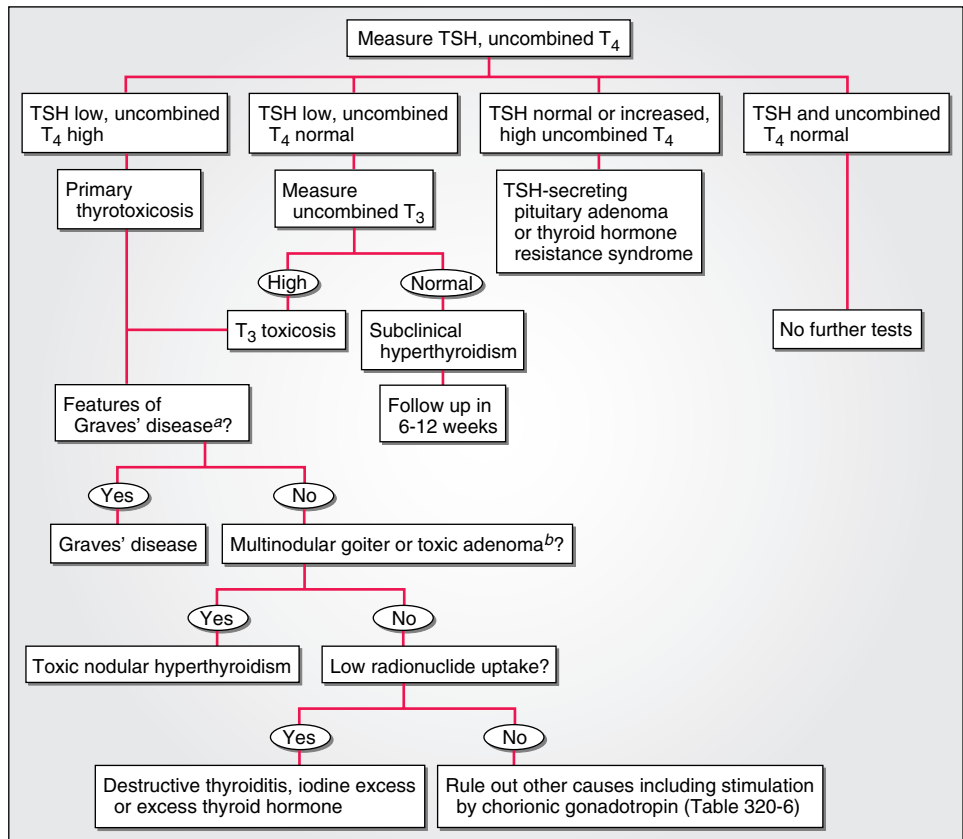 Measure TSH, uncombined T4
TSH low, uncombined
T4 high
TSH low, uncombined
T4 normal
TSH normal or increased,
high uncombined T4
TSH and uncombined
T4 normal
Primary
thyrotoxicosis
Measure
uncombined T3
TSH-secreting
pituitary adenoma
or thyroid hormone
resistance syndrome
High
Normal
T3 toxicosis
Subclinical
hyperthyroidism
No further tests
Features of
Graves' diseasea?
Follow up in
6-12 weeks
Yes
No
Graves' disease
Multinodular goiter or toxic adenomab?
Yes
No
Toxic nodular hyperthyroidism
Low radionuclide uptake?
Yes
No
Destructive thyroiditis, iodine excess
or excess thyroid hormone
Rule out other causes including stimulation
by chorionic gonadotropin (Table 320-6)